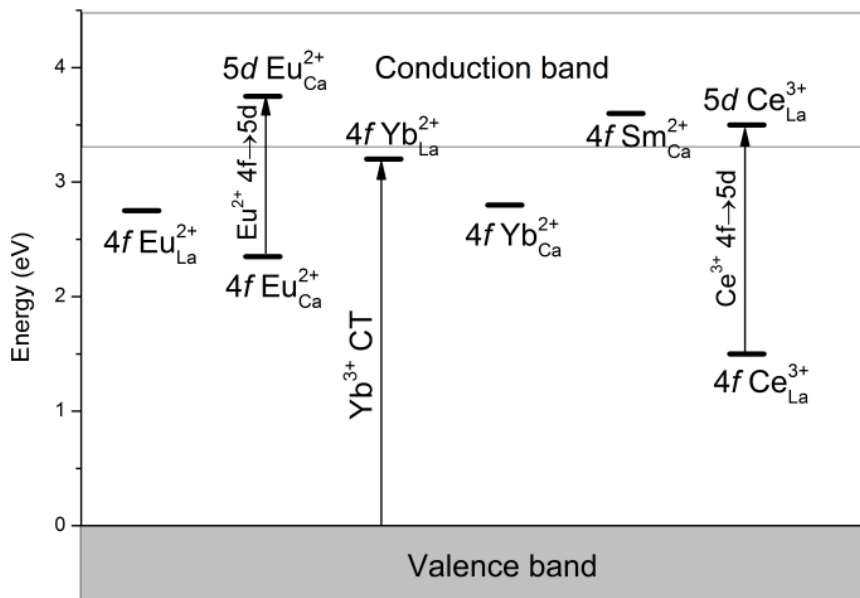 Energy (eV)
4
3
2
1
0
5d Eu²⁺Ca
Eu²⁺ 4f→5d
4f Eu²⁺La
4f Eu²⁺Ca
Conduction band
4f Yb²⁺La
Yb³⁺ CT
4f Yb²⁺Ca
4f Sm²⁺Ca
5d Ce³⁺La
Ce³⁺ 4f→5d
4f Ce³⁺La
Valence band